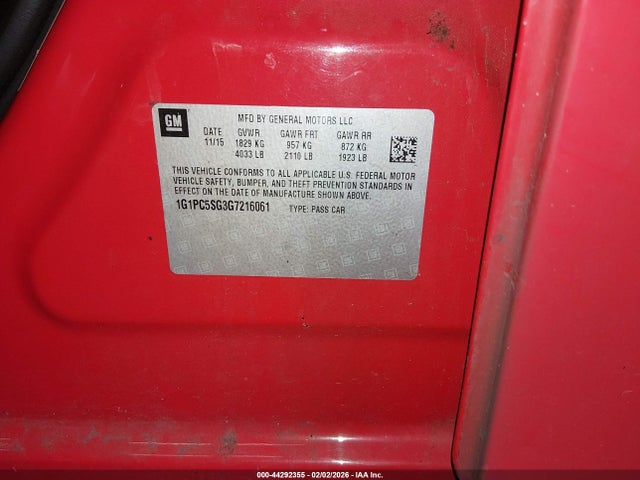 GM
MFD BY GENERAL MOTORS LLC
DATE GVWR GAWR FRT GAWR RR
11/15 1829 KG 957 KG 872 KG
4033 LB 2110 LB 1923 LB
THIS VEHICLE CONFORMS TO ALL APPLICABLE U.S. FEDERAL MOTOR
VEHICLE SAFETY, BUMPER, AND THEFT PREVENTION STANDARDS IN
EFFECT ON THE DATE OF MANUFACTURE SHOWN ABOVE.
1G1PC5SG3G7216061 TYPE: PASS CAR
000-44292355 - 02/02/2026 - IAA Inc.